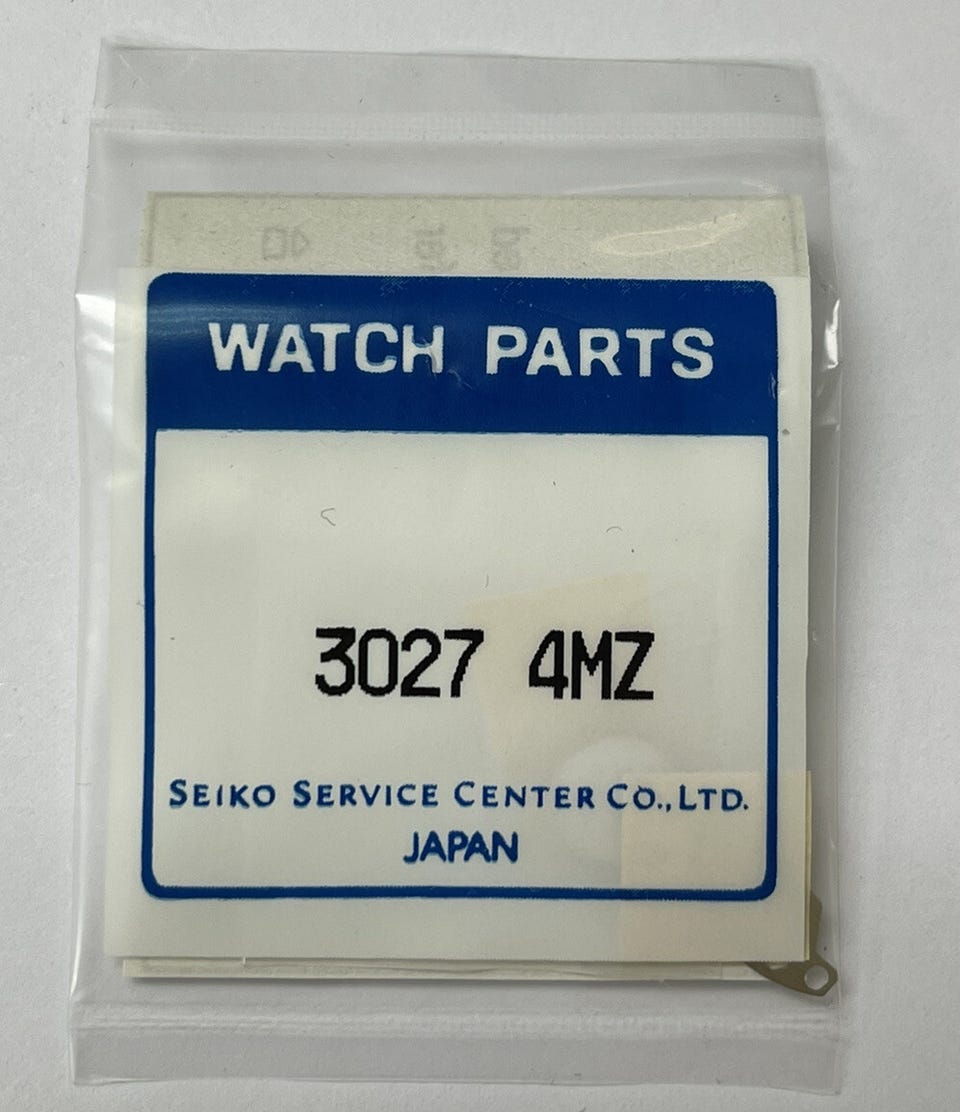 WATCH PARTS
3027 4MZ
SEIKO SERVICE CENTER CO.,LTD.
JAPAN